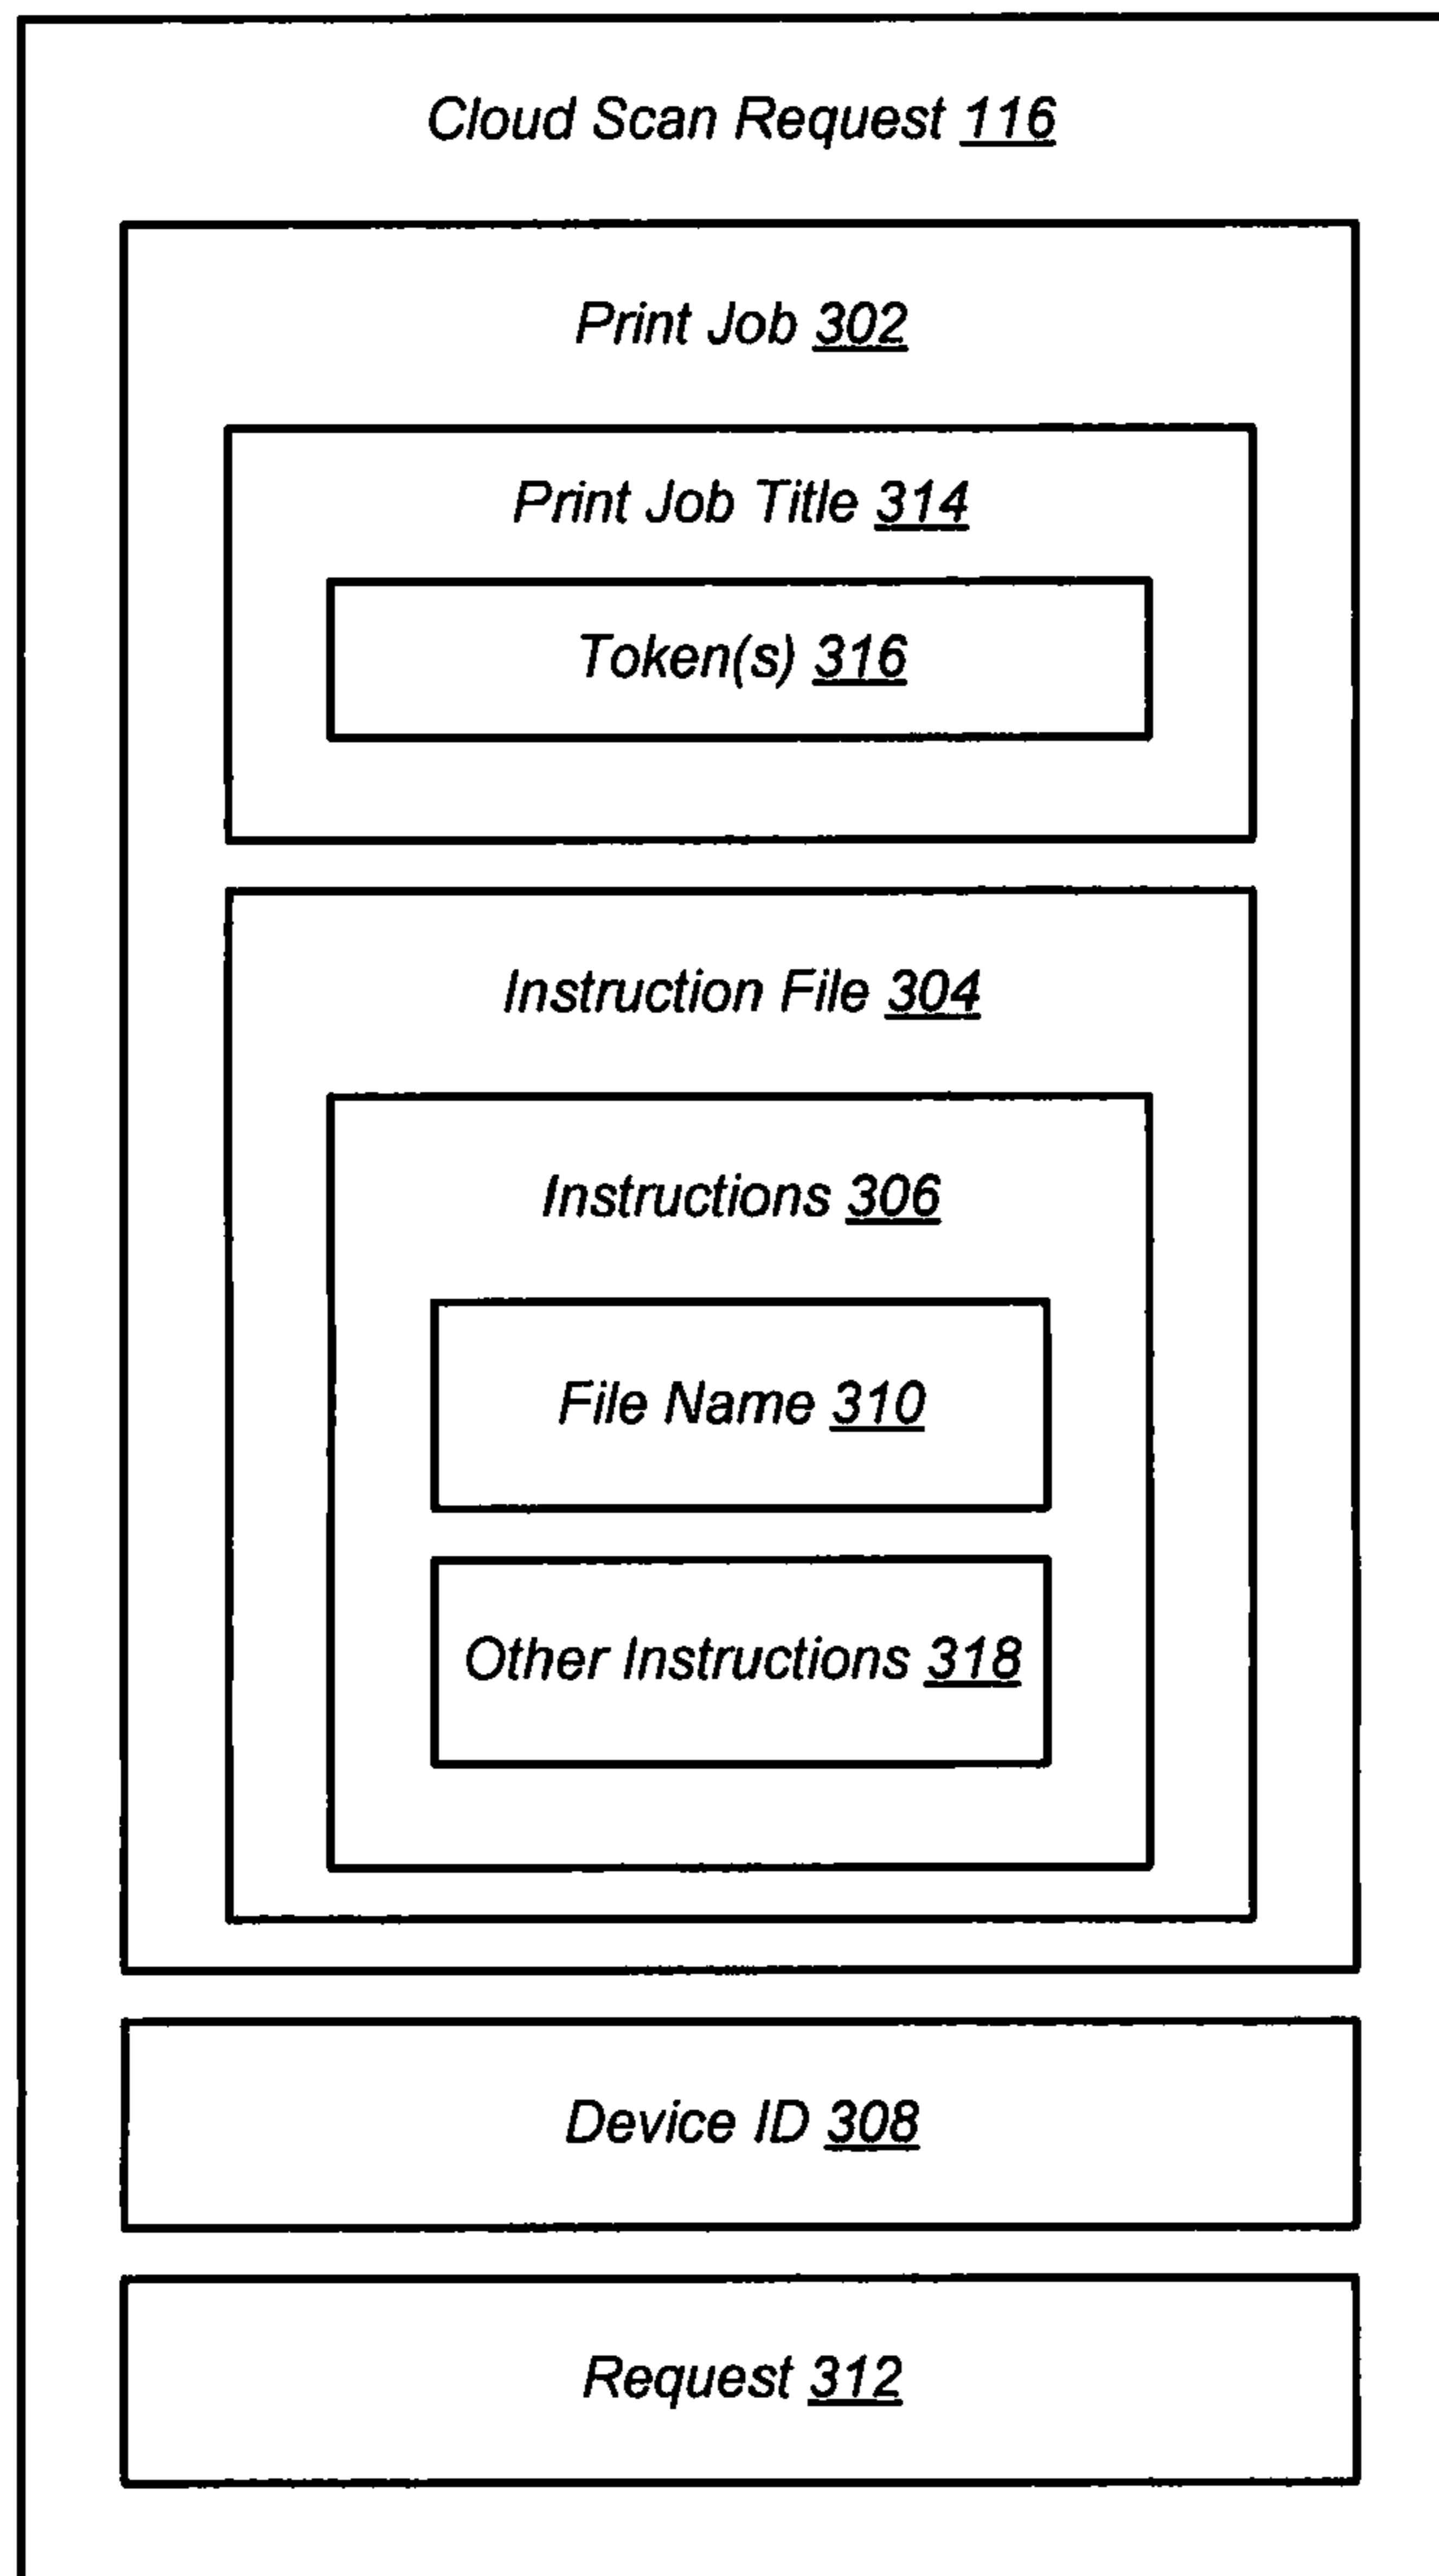 Cloud Scan Request 116
Print Job 302
Print Job Title 314
Token(s) 316
Instruction File 304
Instructions 306
File Name 310
Other Instructions 318
Device ID 308
Request 312